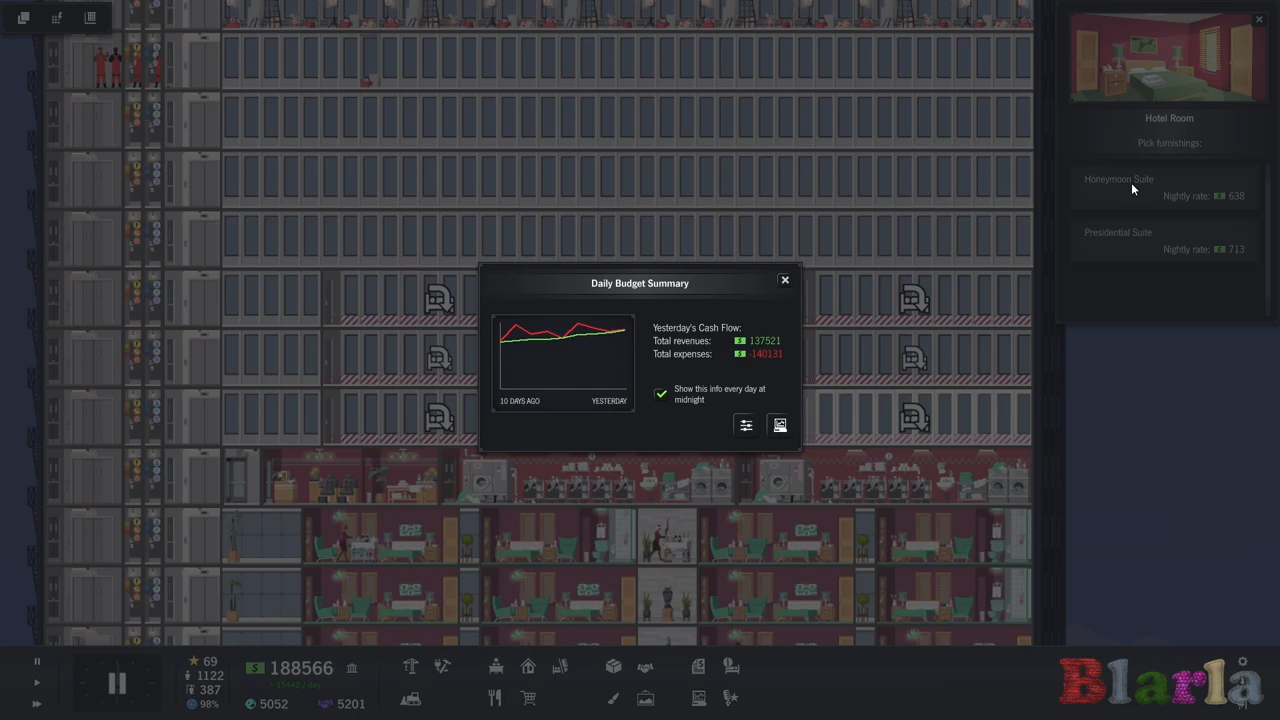 Hotel Room
Pick furnishings:
Honeymoon Suite
Nightly rate: 638
Presidential Suite
Nightly rate: 713
Daily Budget Summary
Yesterday's Cash Flow:
Total revenues: 137521
Total expenses: -140131
Show this info every day at
midnight
10 DAYS AGO YESTERDAY
69
1122
387
98%
188566
+ 15442 / day
5052 5201
Blarla